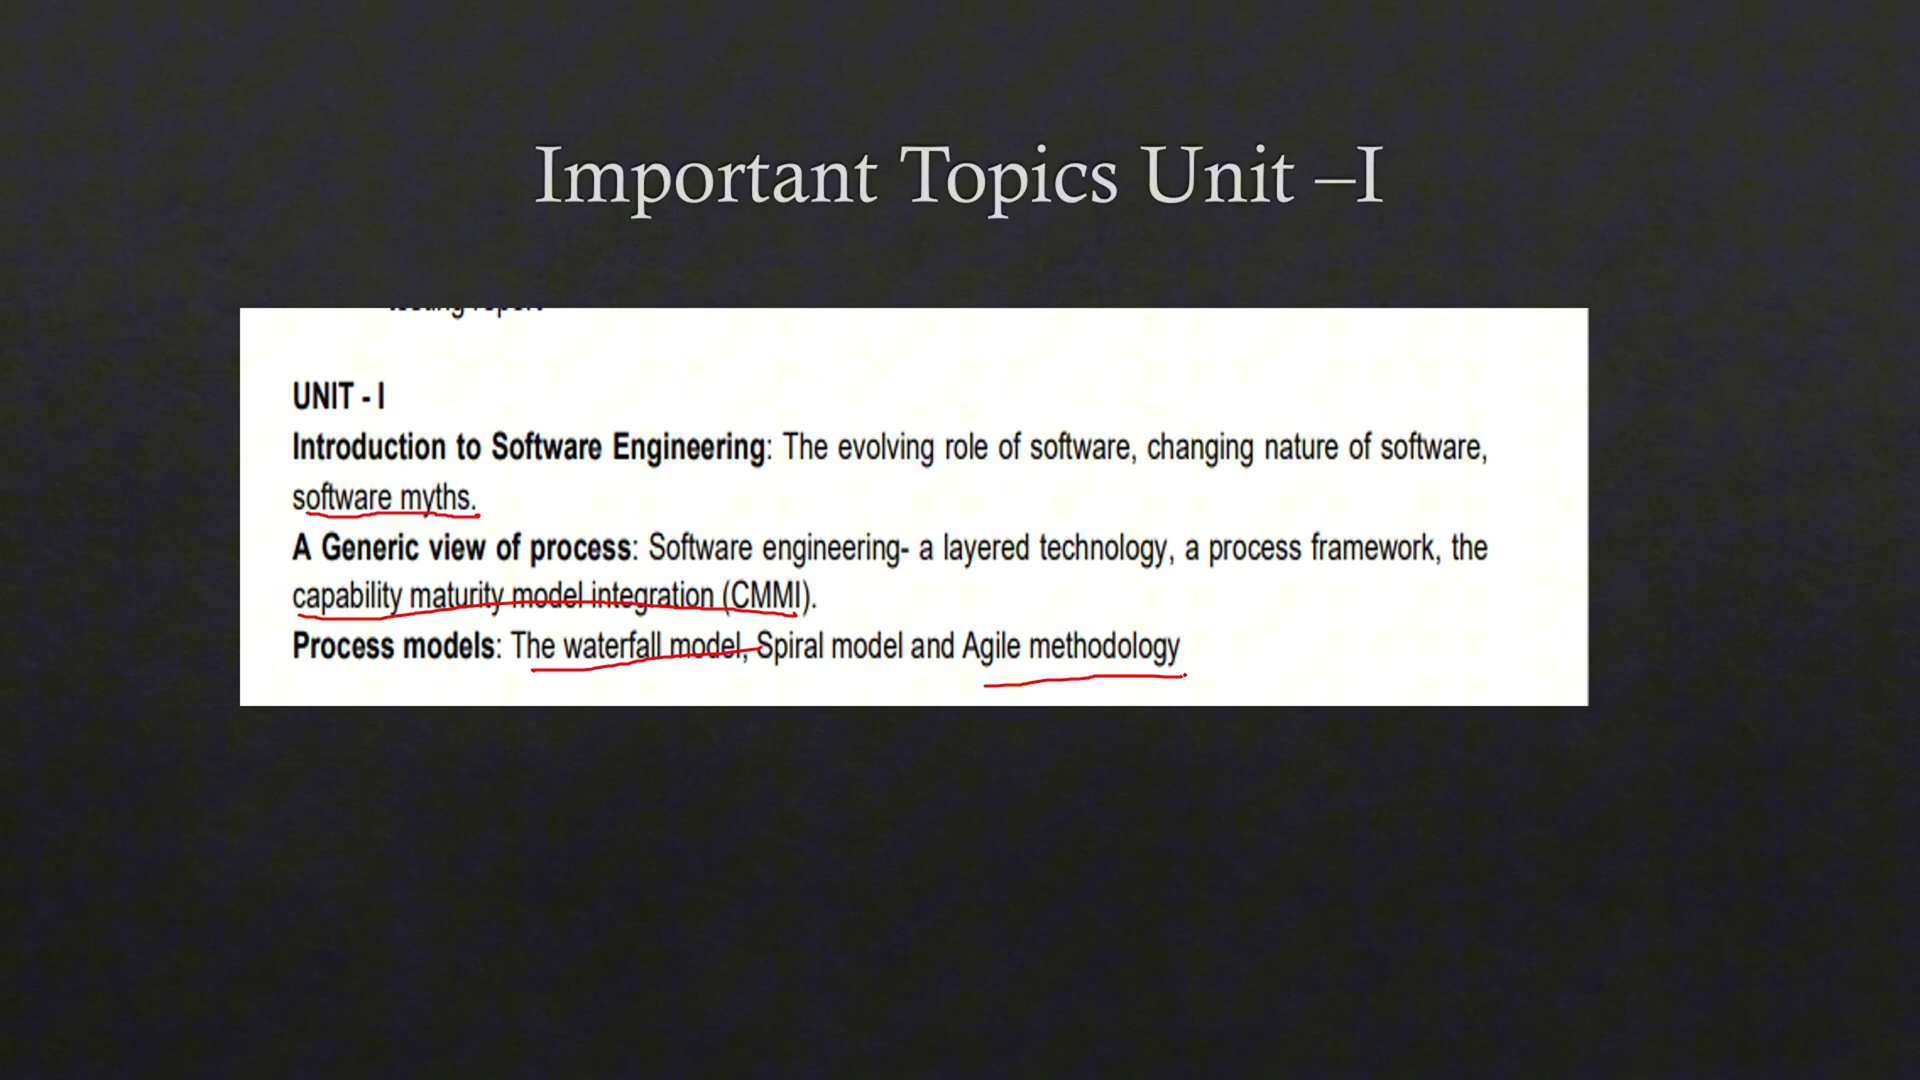 Important Topics Unit –I
testing report
UNIT - I
Introduction to Software Engineering: The evolving role of software, changing nature of software,
software myths.
A Generic view of process: Software engineering- a layered technology, a process framework, the
capability maturity model integration (CMMI).
Process models: The waterfall model, Spiral model and Agile methodology